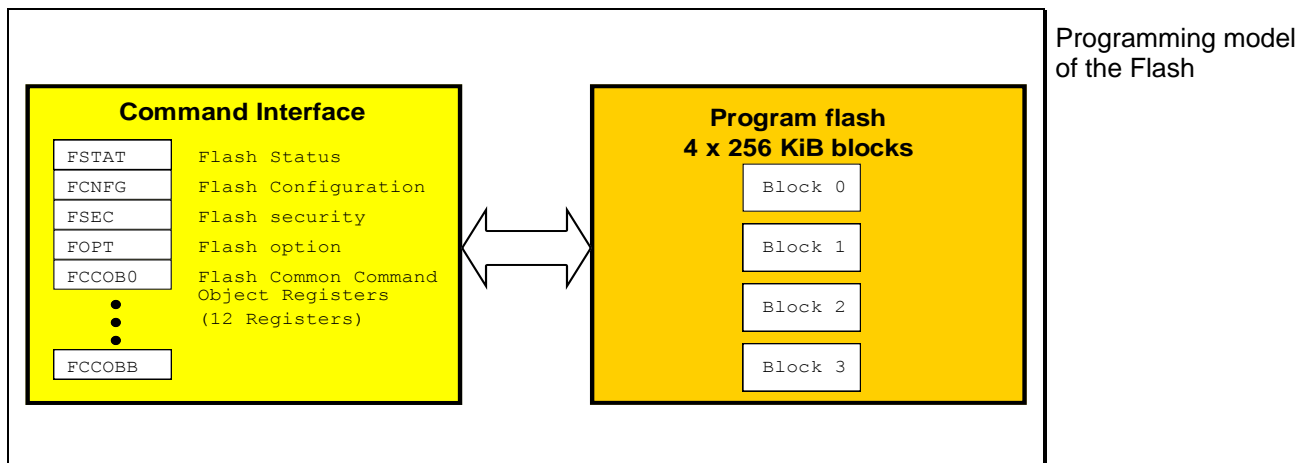 Programming model
of the Flash
Command Interface
FSTAT Flash Status
FCNFG Flash Configuration
FSEC Flash security
FOPT Flash option
FCCOB0 Flash Common Command
Object Registers
(12 Registers)
FCCOBB
Program flash
4 x 256 KiB blocks
Block 0
Block 1
Block 2
Block 3